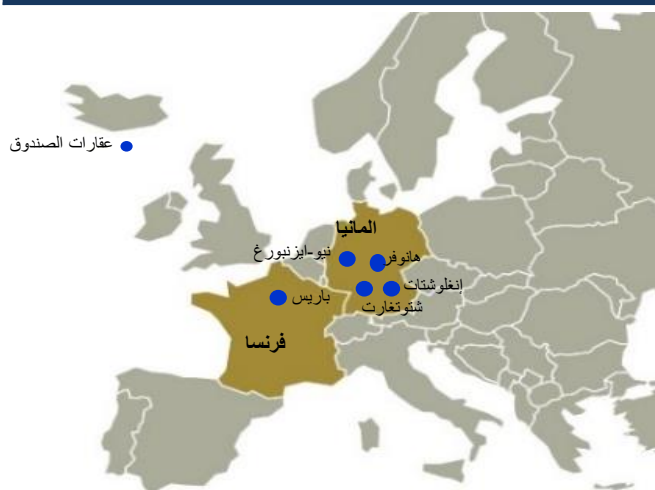 عقارات الصندوق
المانيا
نيو-ايزنبورغ
هانوفر
إنغلوشتات
شتوتغارت
باريس
فرنسا